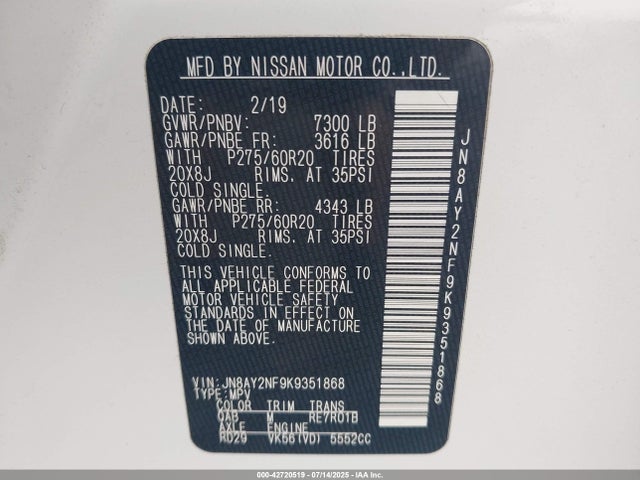 MFD BY NISSAN MOTOR CO.,LTD.
DATE: 2/19
GVWR/PNBV: 7300 LB
GAWR/PNBE FR: 3616 LB
WITH P275/60R20 TIRES
20X8J RIMS. AT 35PSI
COLD SINGLE.
GAWR/PNBE RR: 4343 LB
WITH P275/60R20 TIRES
20X8J RIMS. AT 35PSI
COLD SINGLE.
THIS VEHICLE CONFORMS TO
ALL APPLICABLE FEDERAL
MOTOR VEHICLE SAFETY
STANDARDS IN EFFECT ON
THE DATE OF MANUFACTURE
SHOWN ABOVE.
VIN:JN8AY2NF9K9351868
TYPE:MPV
COLOR TRIM TRANS
QAB M RE7R01B
AXLE ENGINE
RD29 VK56(VD) 5552CC
JN8AY2NF9K9351868
000-42720519 - 07/14/2025 - Copyright IAA, LLC